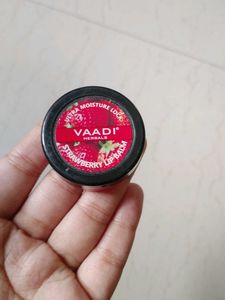 HYDRA MOISTURE LOCK
VAADI®
HERBALS
STRAWBERRY LIP BALM